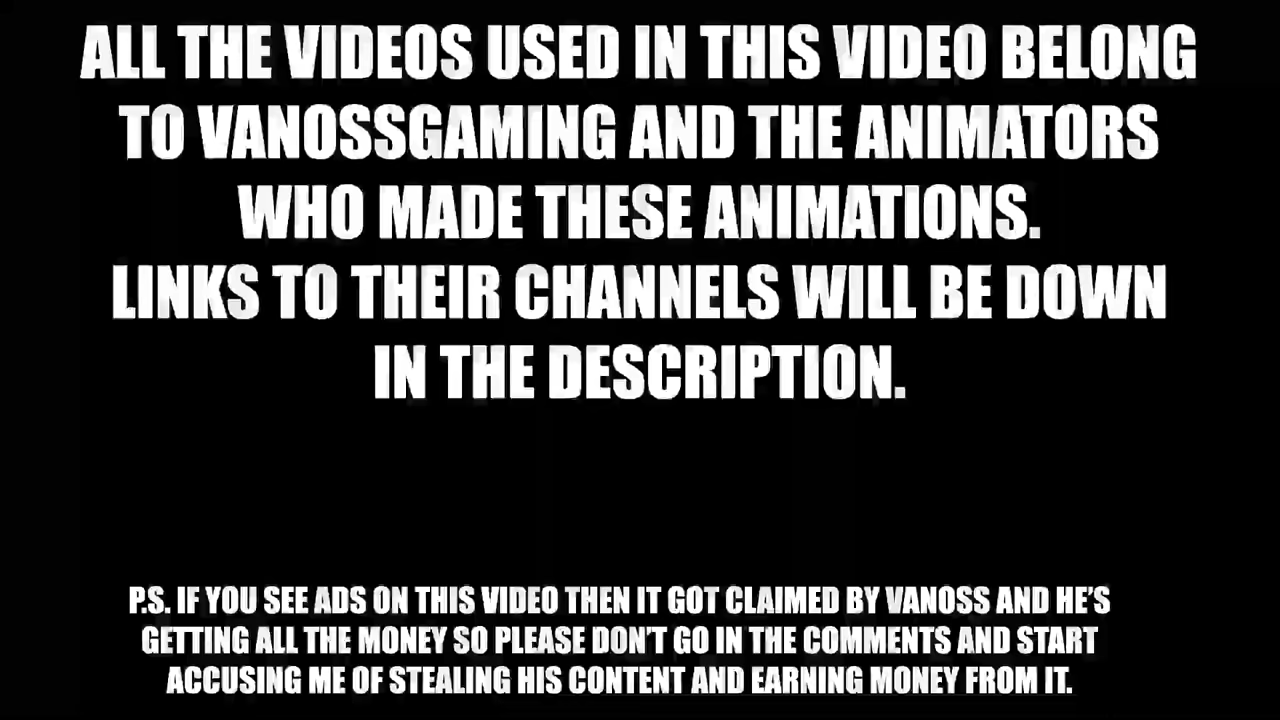 ALL THE VIDEOS USED IN THIS VIDEO BELONG
TO VANOSSGAMING AND THE ANIMATORS
WHO MADE THESE ANIMATIONS.
LINKS TO THEIR CHANNELS WILL BE DOWN
IN THE DESCRIPTION.
P.S. IF YOU SEE ADS ON THIS VIDEO THEN IT GOT CLAIMED BY VANOSS AND HE'S
GETTING ALL THE MONEY SO PLEASE DON'T GO IN THE COMMENTS AND START
ACCUSING ME OF STEALING HIS CONTENT AND EARNING MONEY FROM IT.